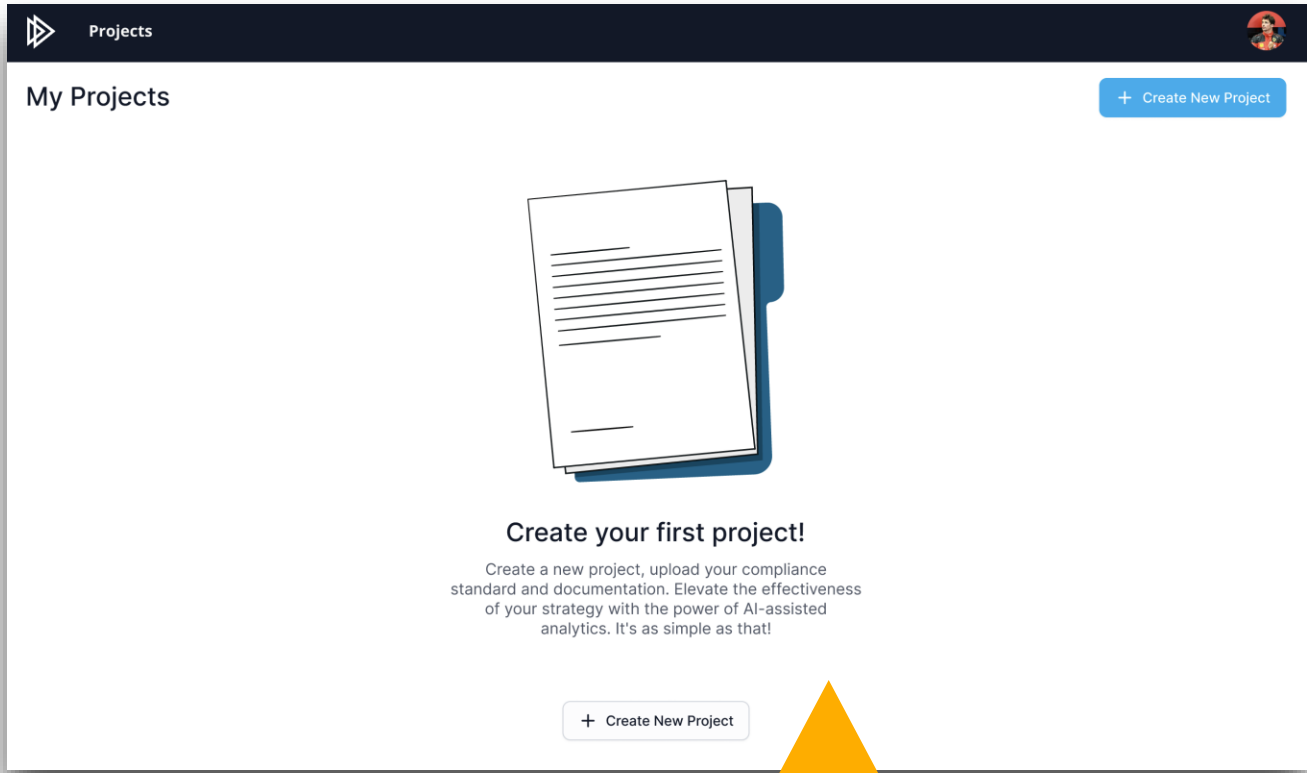 Projects
My Projects
+ Create New Project
Create your first project!
Create a new project, upload your compliance
standard and documentation. Elevate the effectiveness
of your strategy with the power of AI-assisted
analytics. It's as simple as that!
+ Create New Project